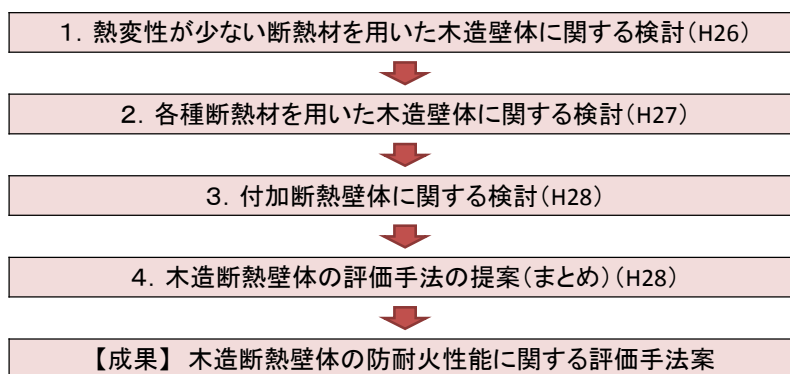 1. 熱変性が少ない断熱材を用いた木造壁体に関する検討(H26)
2. 各種断熱材を用いた木造壁体に関する検討(H27)
3. 付加断熱壁体に関する検討(H28)
4. 木造断熱壁体の評価手法の提案(まとめ)(H28)
【成果】 木造断熱壁体の防耐火性能に関する評価手法案